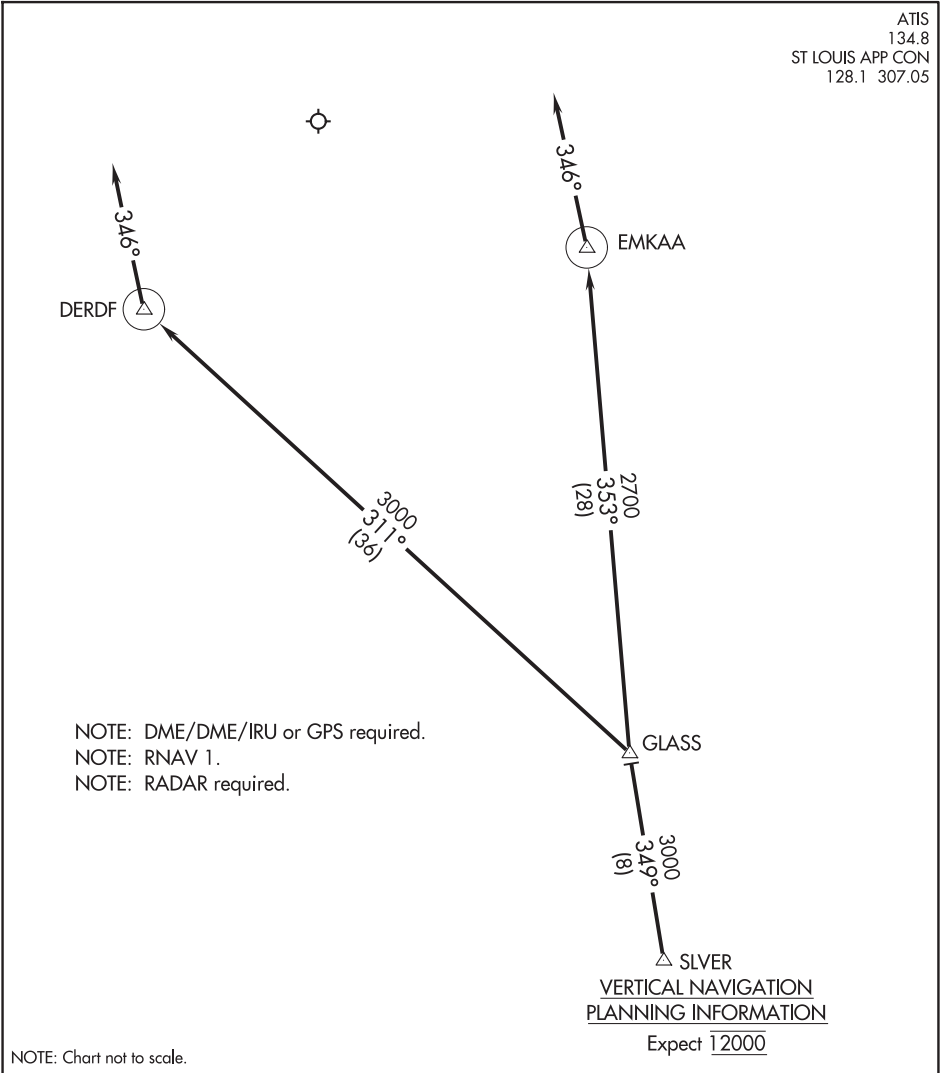 ATIS
134.8
ST LOUIS APP CON
128.1 307.05
346°
346°
EMKAA
DERDF
2700
353°
(28)
3000
311°
(36)
NOTE: DME/DME/IRU or GPS required.
NOTE: RNAV 1.
NOTE: RADAR required.
GLASS
3000
349°
(8)
SLVER
VERTICAL NAVIGATION
PLANNING INFORMATION
Expect 12000
NOTE: Chart not to scale.